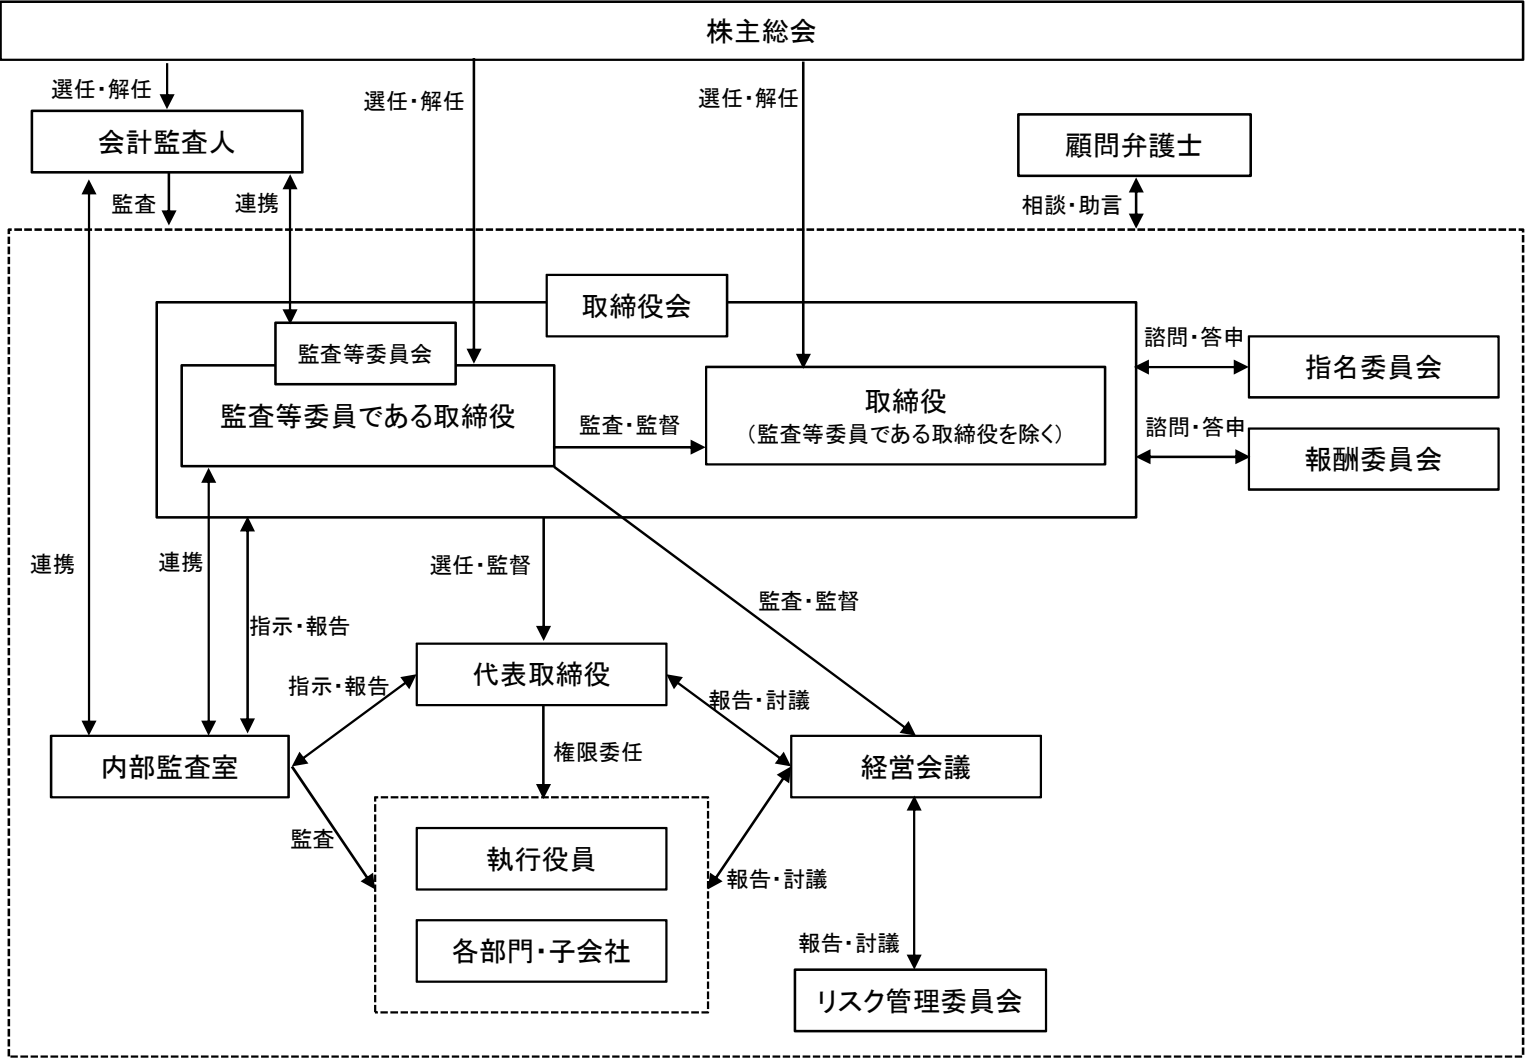 株主総会
選任・解任
選任・解任
選任・解任
会計監査人
顧問弁護士
監査
連携
相談・助言
取締役会
監査等委員会
諮問・答申
指名委員会
監査等委員である取締役
取締役
（監査等委員である取締役を除く）
監査・監督
諮問・答申
報酬委員会
連携
連携
選任・監督
監査・監督
指示・報告
代表取締役
指示・報告
報告・討議
権限委任
内部監査室
経営会議
監査
執行役員
報告・討議
各部門・子会社
報告・討議
リスク管理委員会